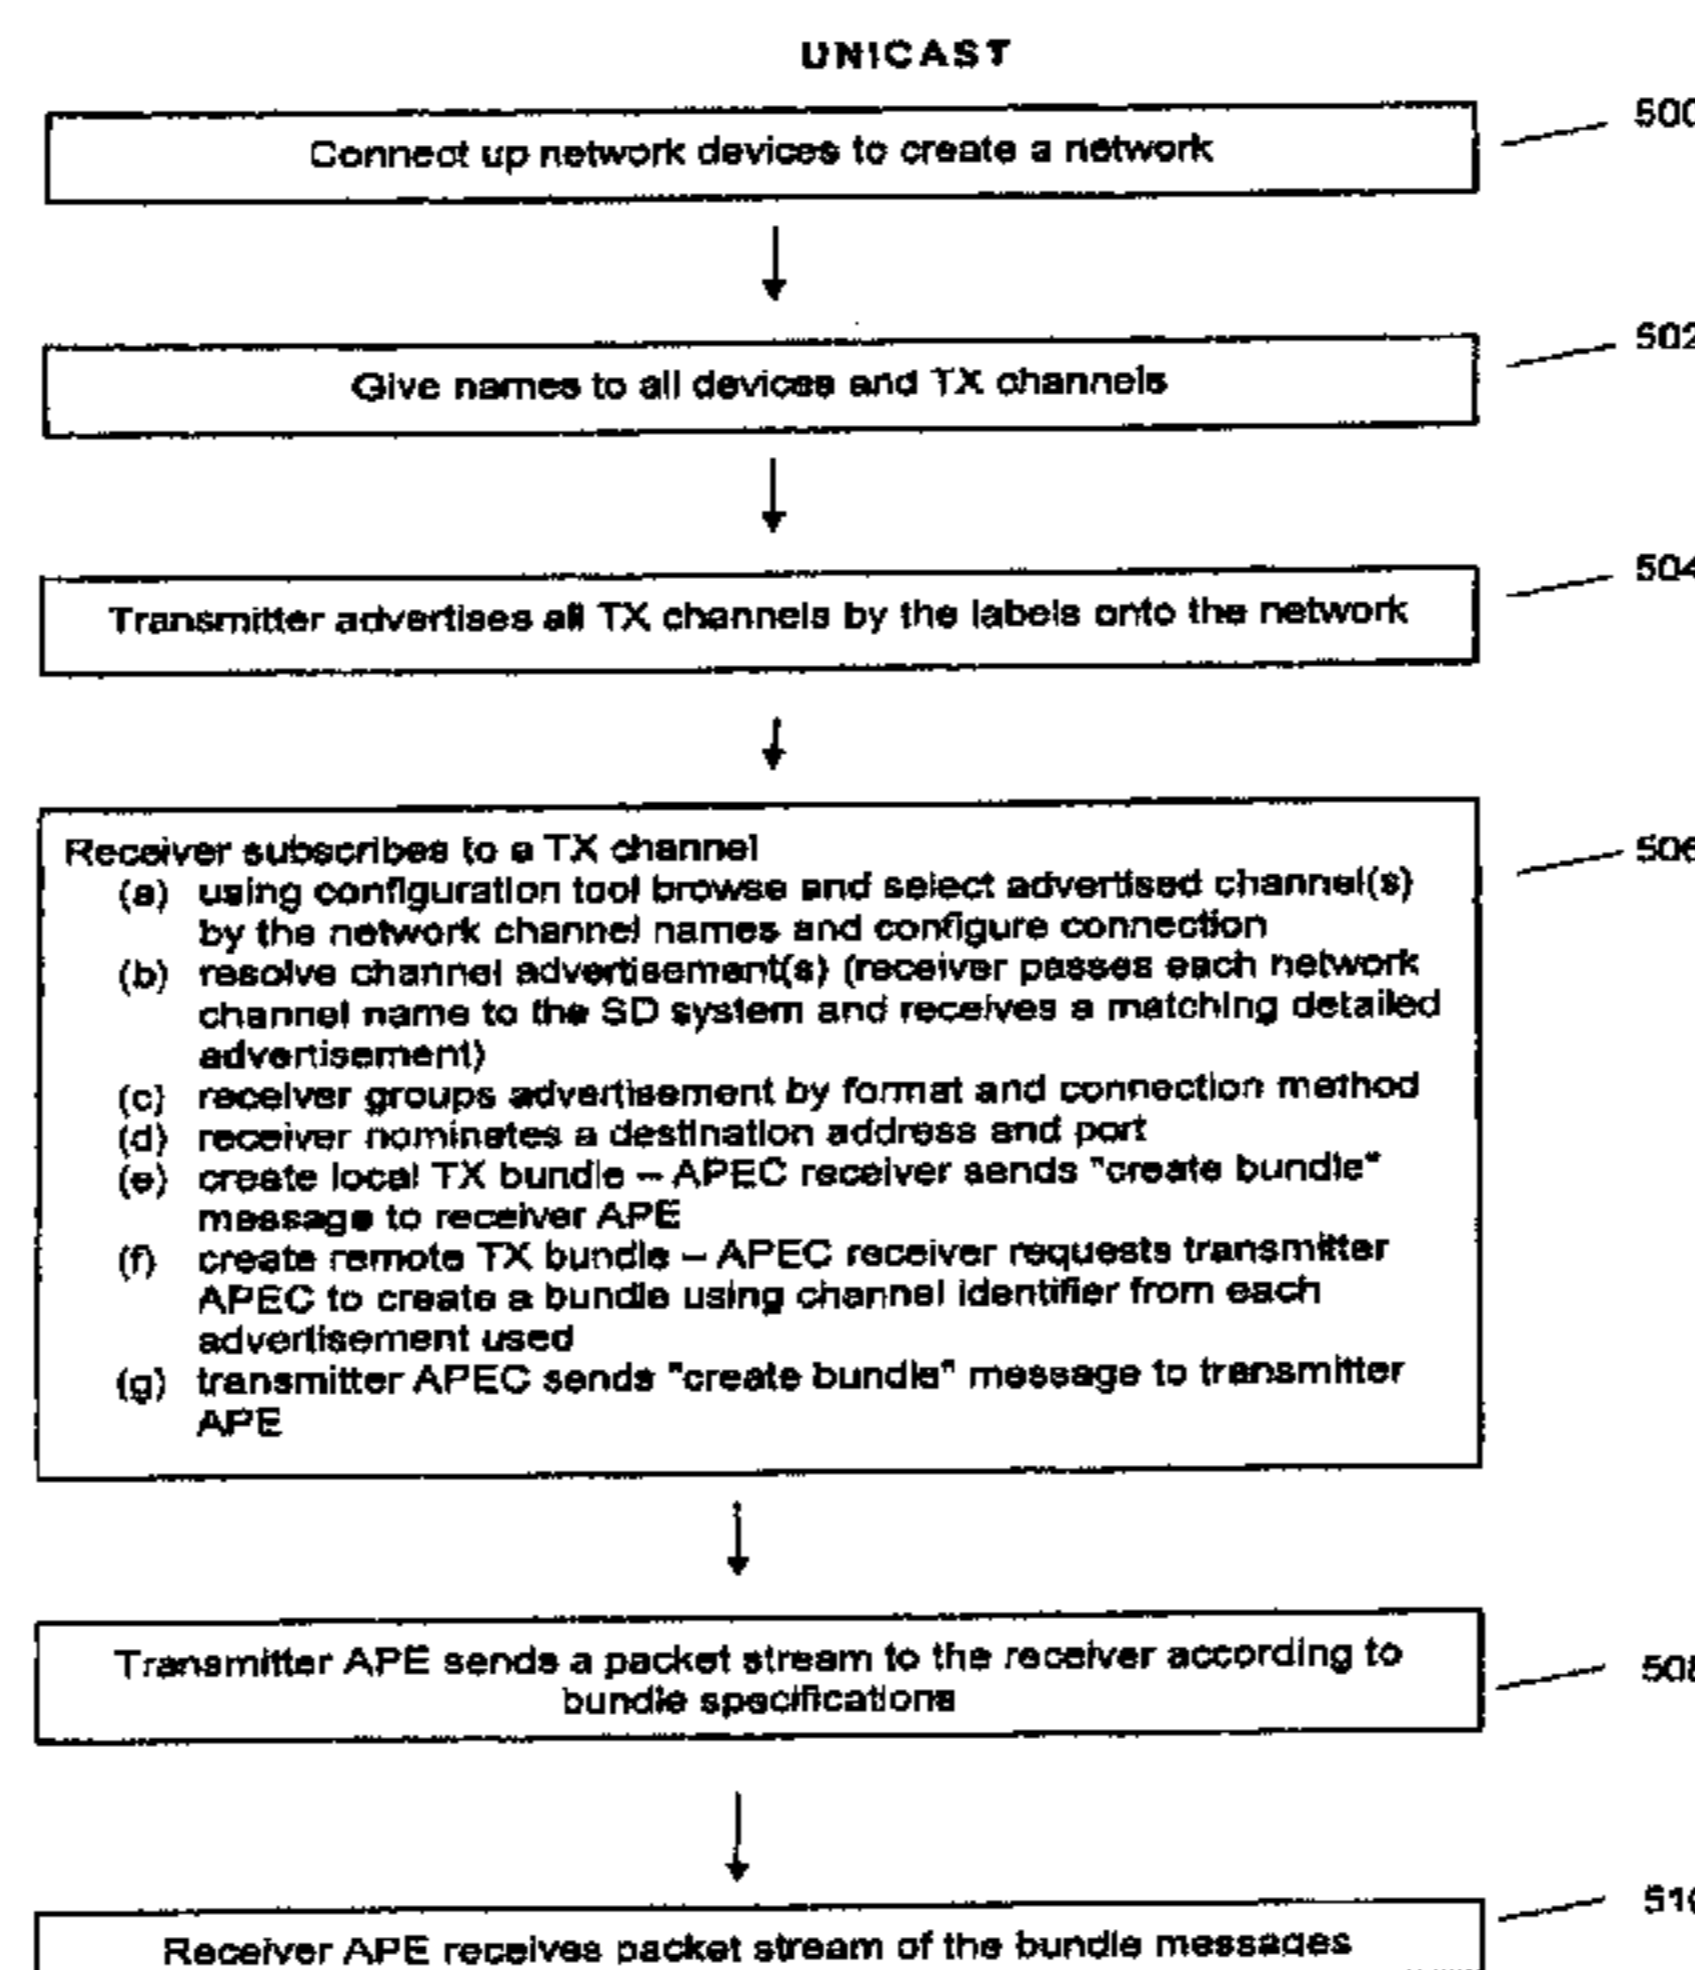 UNICAST
Connect up network devices to create a network
500
Give names to all devices and TX channels
502
Transmitter advertises all TX channels by the labels onto the network
504
Receiver subscribes to a TX channel
506
(a) using configuration tool browse and select advertised channel(s)
by the network channel names and configure connection
(b) resolve channel advertisement(s) (receiver passes each network
channel name to the SD system and receives a matching detailed
advertisement)
(c) receiver groups advertisement by format and connection method
(d) receiver nominates a destination address and port
(e) create local TX bundle – APEC receiver sends "create bundle"
message to receiver APE
(f) create remote TX bundle – APEC receiver requests transmitter
APEC to create a bundle using channel identifier from each
advertisement used
(g) transmitter APEC sends "create bundle" message to transmitter
APE
Transmitter APE sends a packet stream to the receiver according to
bundle specifications
508
Receiver APE receives packet stream of the bundle messages
510